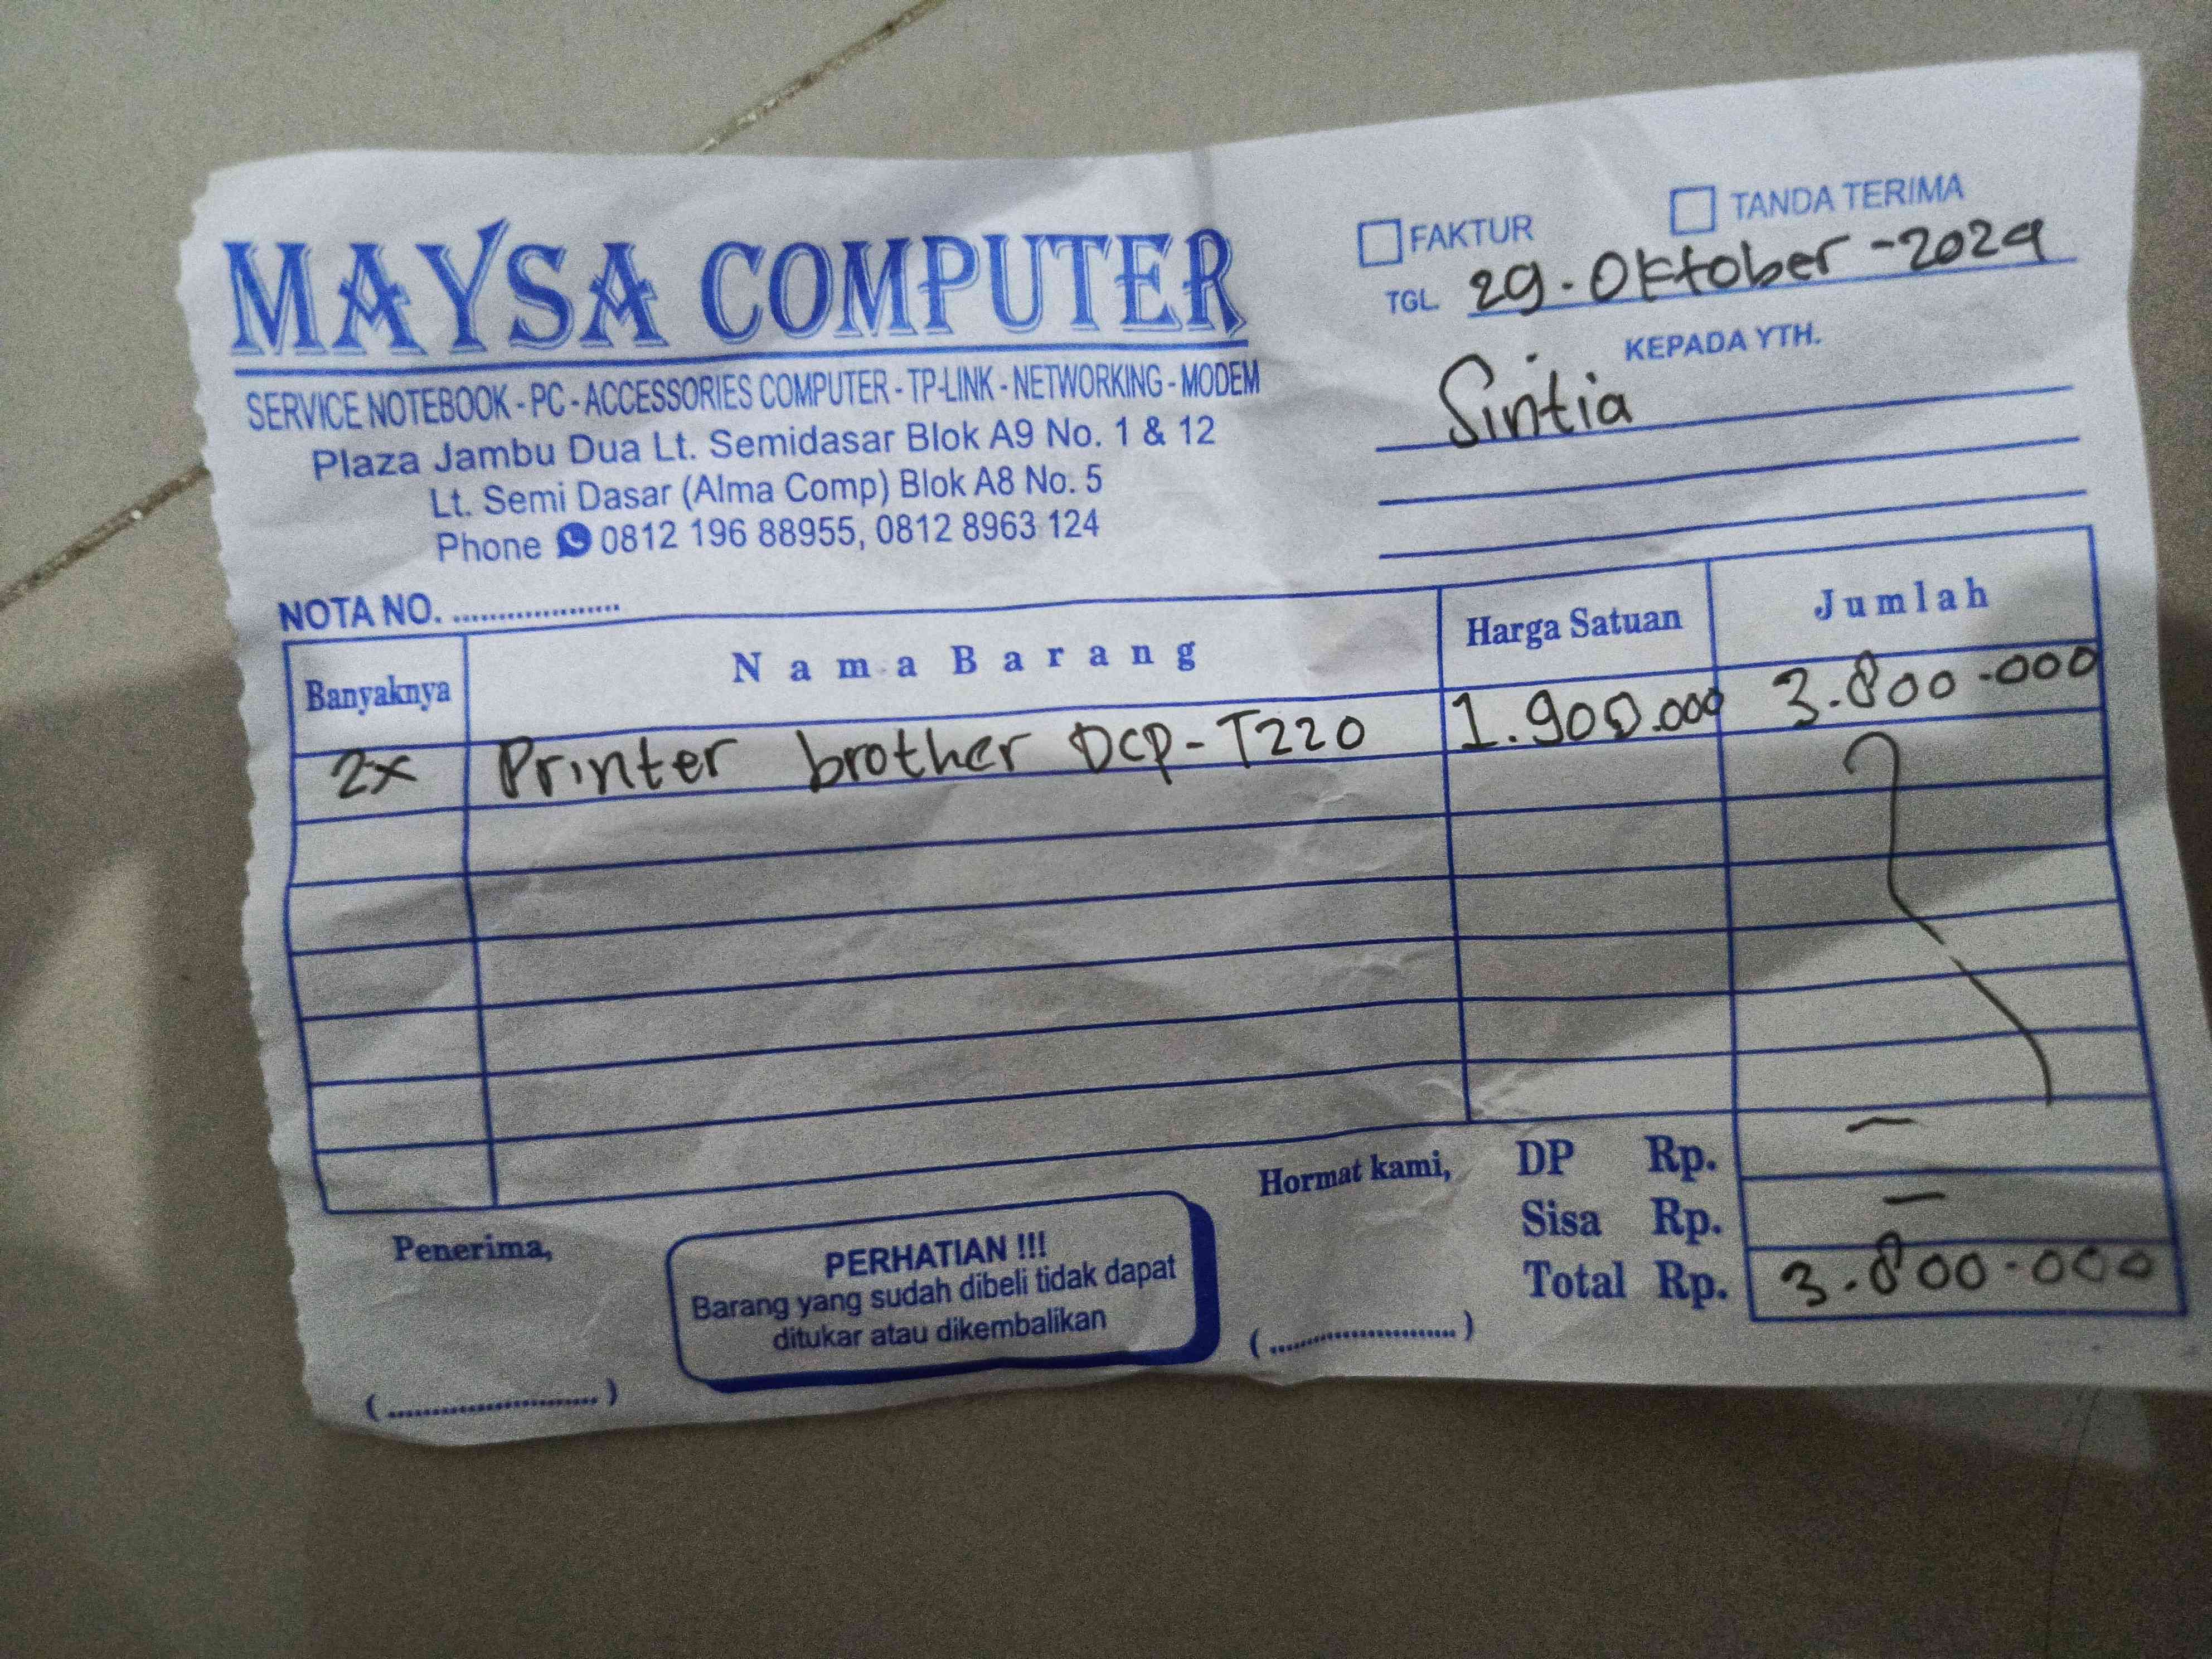 MAYSA COMPUTER
SERVICE NOTEBOOK - PC - ACCESSORIES COMPUTER - TP-LINK - NETWORKING - MODEM
Plaza Jambu Dua Lt. Semidasar Blok A9 No. 1 & 12
Lt. Semi Dasar (Alma Comp) Blok A8 No. 5
Phone 0812 196 88955, 0812 8963 124
FAKTUR TANDA TERIMA
TGL. 29-Oktober-2024
KEPADA YTH.
Sintia
NOTA NO. ....................
Banyaknya Nama Barang Harga Satuan Jumlah
2x Printer brother DCP-T220 1.900.000 3.800.000
Penerima,
(............................)
PERHATIAN !!!
Barang yang sudah dibeli tidak dapat
ditukar atau dikembalikan
Hormat kami,
(............................)
DP Rp. -
Sisa Rp. -
Total Rp. 3.800.000